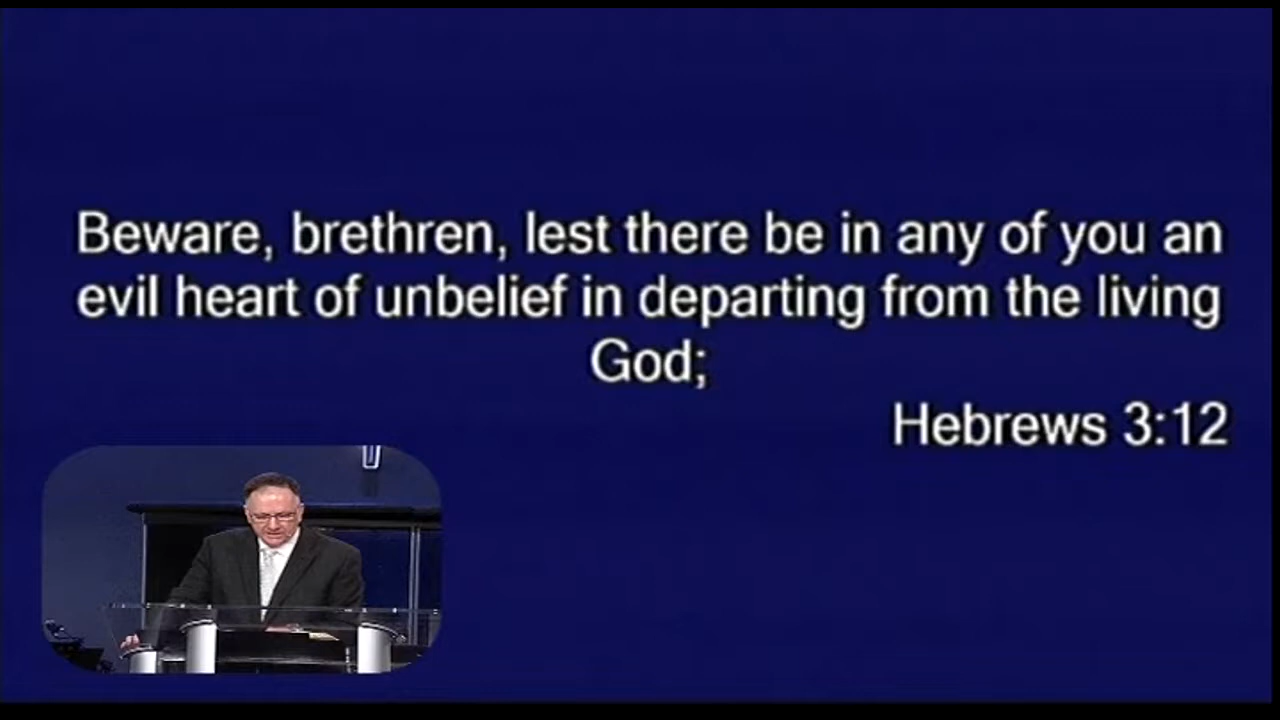 Beware, brethren, lest there be in any of you an
evil heart of unbelief in departing from the living
God;
Hebrews 3:12